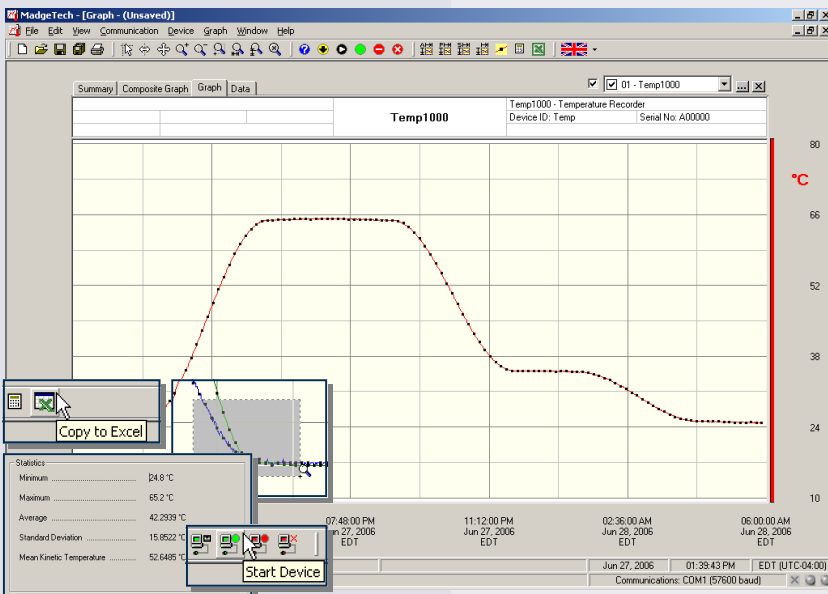 MadgeTech - [Graph - (Unsaved)]
File Edit View Communication Device Graph Window Help
Summary Composite Graph Graph Data
01 - Temp1000
Temp1000
Temp1000 - Temperature Recorder
Device ID: Temp Serial No: A00000
80
°C
66
52
38
24
10
Copy to Excel
Statistics
Minimum .......... 24.8 °C
Maximum .......... 65.2 °C
Average .......... 42.2939 °C
Standard Deviation .......... 15.8522 °C
Mean Kinetic Temperature .......... 52.6485 °C
Start Device
07:48:00 PM 11:12:00 PM 02:36:00 AM 06:00:00 AM
27, 2006 Jun 27, 2006 Jun 28, 2006 Jun 28, 2006
EDT EDT EDT EDT
Jun 27, 2006 01:39:43 PM EDT (UTC-04:00)
Communications: COM1 (57600 baud)